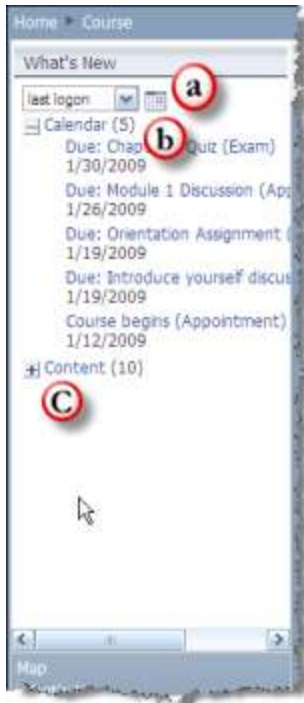 Home Course
What's New
last logon
a
Calendar (5)
b
Due: Chap Quiz (Exam)
1/30/2009
Due: Module 1 Discussion (App
1/26/2009
Due: Orientation Assignment (
1/19/2009
Due: Introduce yourself discus
1/19/2009
Course begins (Appointment)
1/12/2009
Content (10)
C
Map